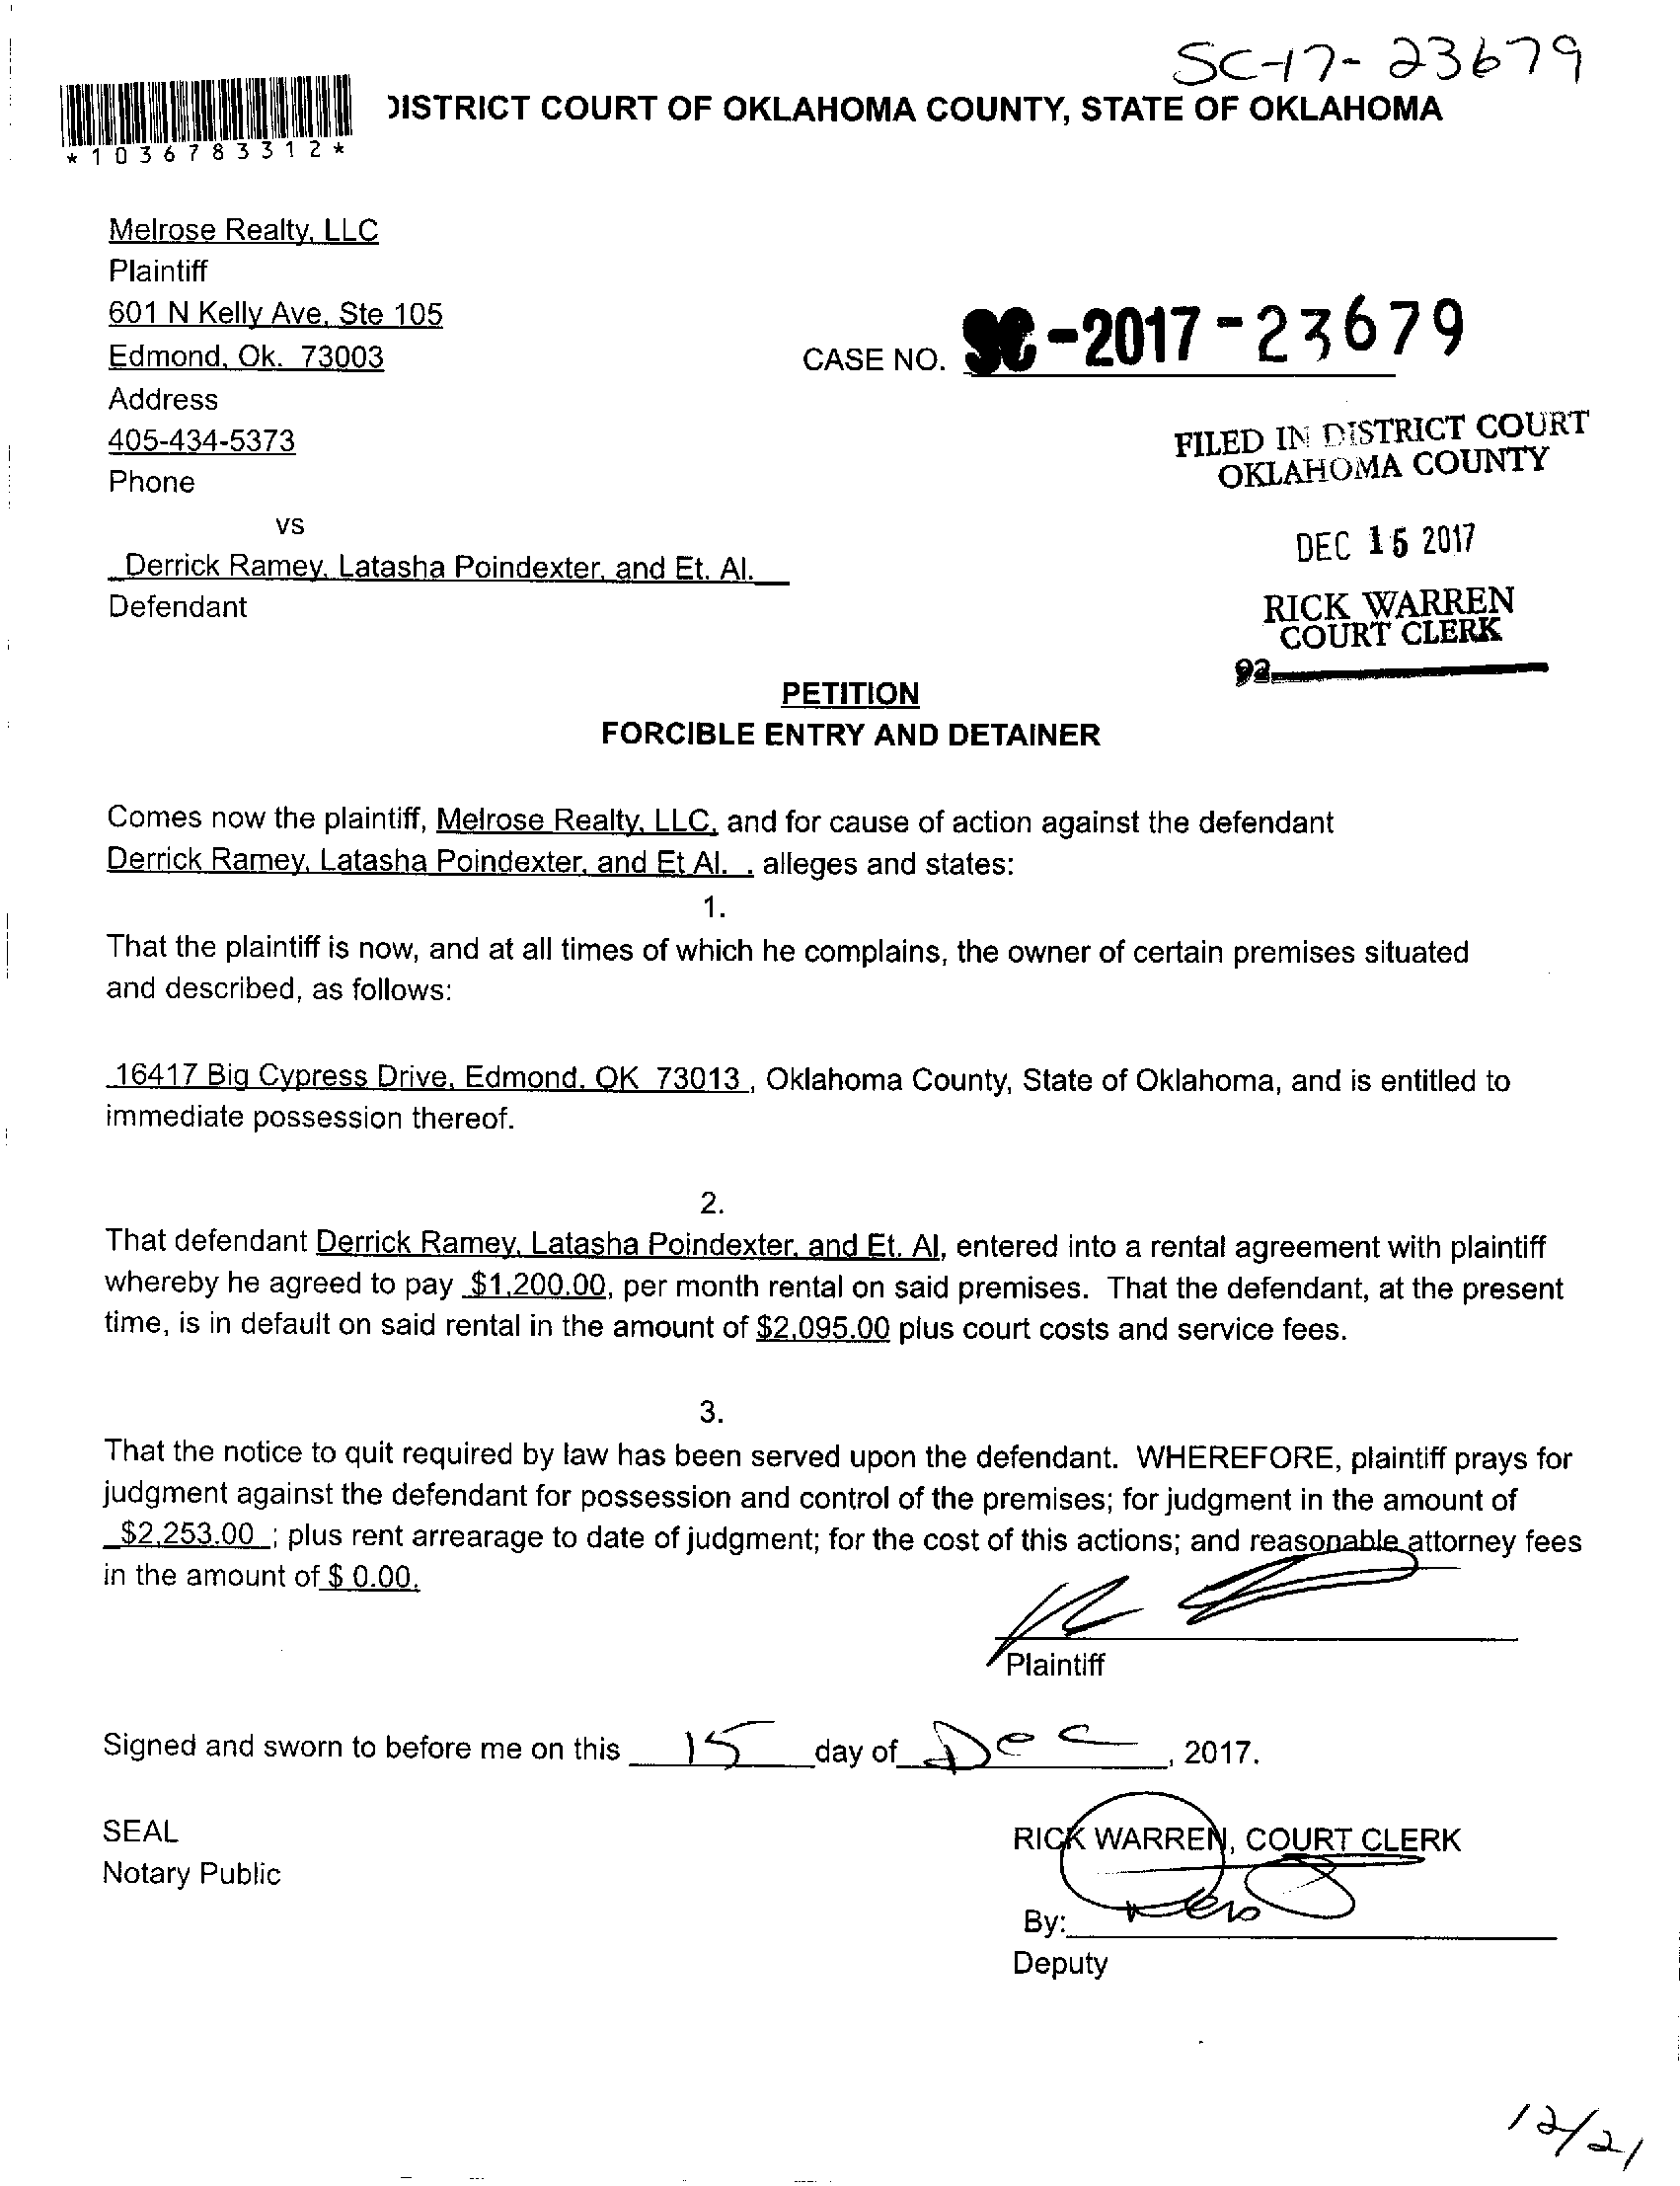 SC-17-23679
DISTRICT COURT OF OKLAHOMA COUNTY, STATE OF OKLAHOMA
*1036783312*
Melrose Realty, LLC
Plaintiff
601 N Kelly Ave, Ste 105
Edmond, Ok. 73003
Address
405-434-5373
Phone
CASE NO. SC-2017-23679
FILED IN DISTRICT COURT
OKLAHOMA COUNTY
vs
Derrick Ramey, Latasha Poindexter, and Et. Al.
Defendant
DEC 15 2017
RICK WARREN
COURT CLERK
92
PETITION
FORCIBLE ENTRY AND DETAINER
Comes now the plaintiff, Melrose Realty, LLC, and for cause of action against the defendant
Derrick Ramey, Latasha Poindexter, and Et Al. . alleges and states:
1.
That the plaintiff is now, and at all times of which he complains, the owner of certain premises situated
and described, as follows:
16417 Big Cypress Drive, Edmond, OK 73013 , Oklahoma County, State of Oklahoma, and is entitled to
immediate possession thereof.
2.
That defendant Derrick Ramey, Latasha Poindexter, and Et. Al, entered into a rental agreement with plaintiff
whereby he agreed to pay $1,200.00, per month rental on said premises. That the defendant, at the present
time, is in default on said rental in the amount of $2,095.00 plus court costs and service fees.
3.
That the notice to quit required by law has been served upon the defendant. WHEREFORE, plaintiff prays for
judgment against the defendant for possession and control of the premises; for judgment in the amount of
$2,253.00 ; plus rent arrearage to date of judgment; for the cost of this actions; and reasonable attorney fees
in the amount of $ 0.00.
Plaintiff
Signed and sworn to before me on this 15 day of Dec, 2017.
SEAL
Notary Public
RICK WARREN, COURT CLERK
By:
Deputy
12/21